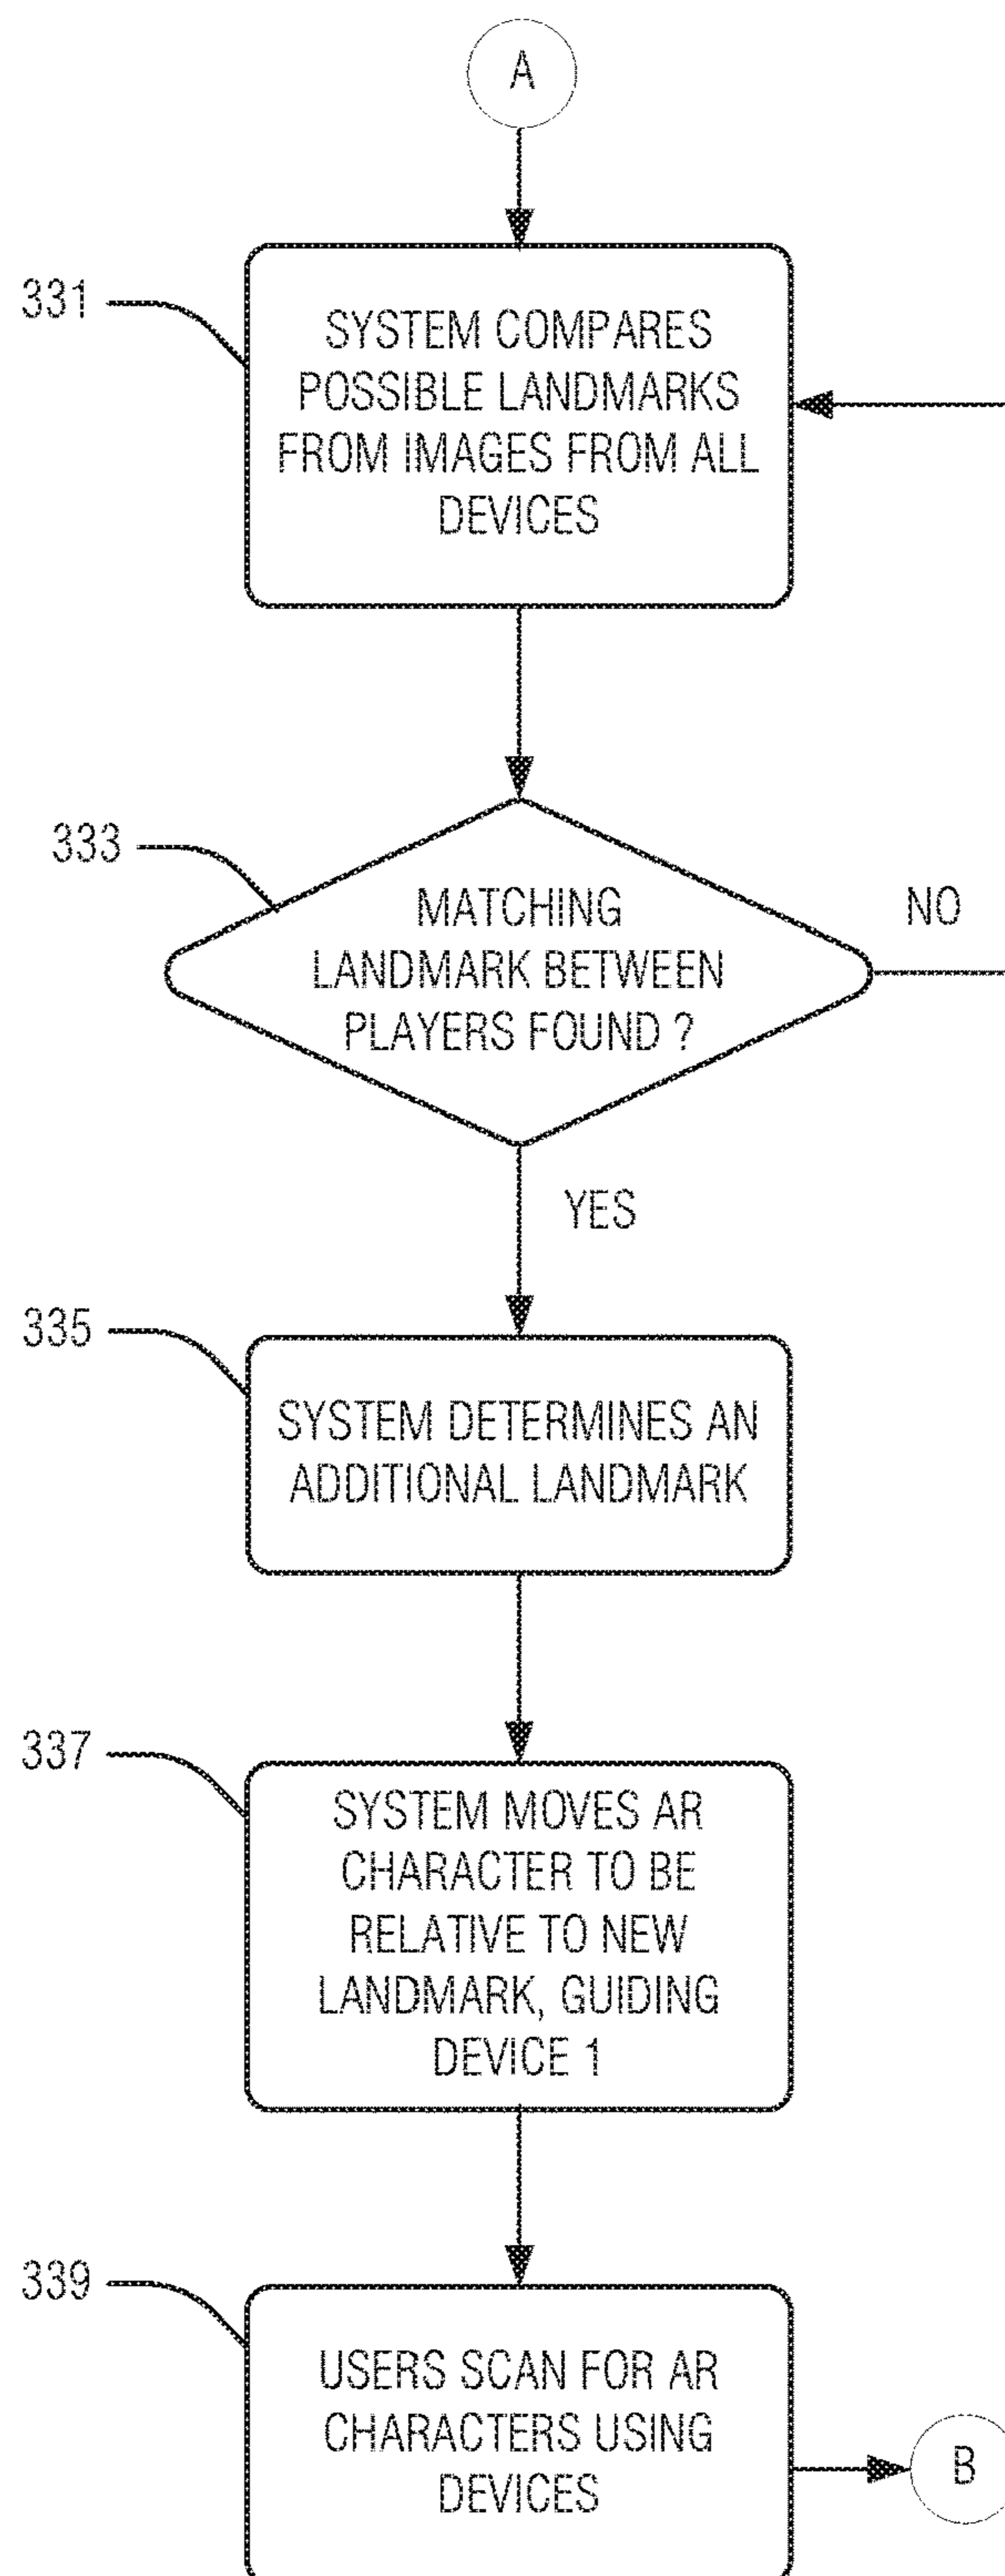 A
331
SYSTEM COMPARES
POSSIBLE LANDMARKS
FROM IMAGES FROM ALL
DEVICES
333
MATCHING
LANDMARK BETWEEN
PLAYERS FOUND ?
NO
YES
335
SYSTEM DETERMINES AN
ADDITIONAL LANDMARK
337
SYSTEM MOVES AR
CHARACTER TO BE
RELATIVE TO NEW
LANDMARK, GUIDING
DEVICE 1
339
USERS SCAN FOR AR
CHARACTERS USING
DEVICES
B